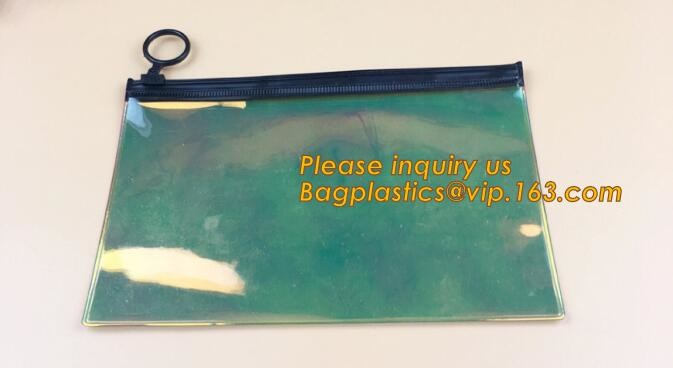 Please inquiry us
Bagplastics@vip.163.com